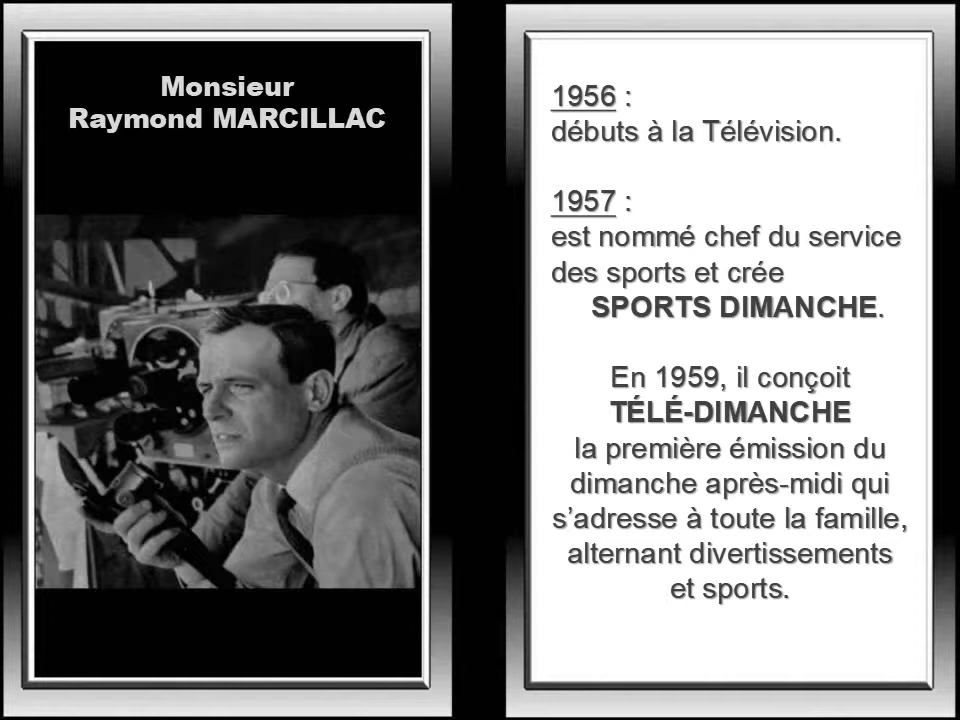 Monsieur
Raymond MARCILLAC
1956 :
débuts à la Télévision.
1957 :
est nommé chef du service
des sports et crée
SPORTS DIMANCHE.
En 1959, il conçoit
TÉLÉ-DIMANCHE
la première émission du
dimanche après-midi qui
s’adresse à toute la famille,
alternant divertissements
et sports.